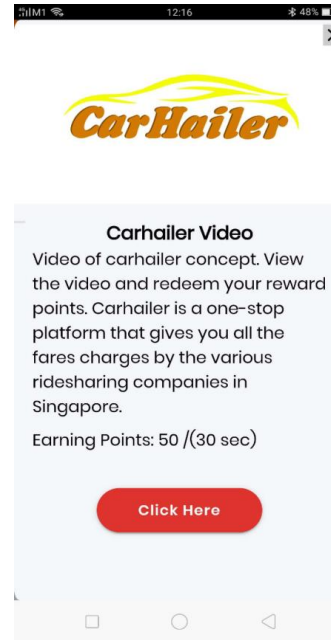 M1
12:16
48%
CarHailer
Carhailer Video
Video of carhailer concept. View
the video and redeem your reward
points. Carhailer is a one-stop
platform that gives you all the
fares charges by the various
ridesharing companies in
Singapore.
Earning Points: 50 /(30 sec)
Click Here